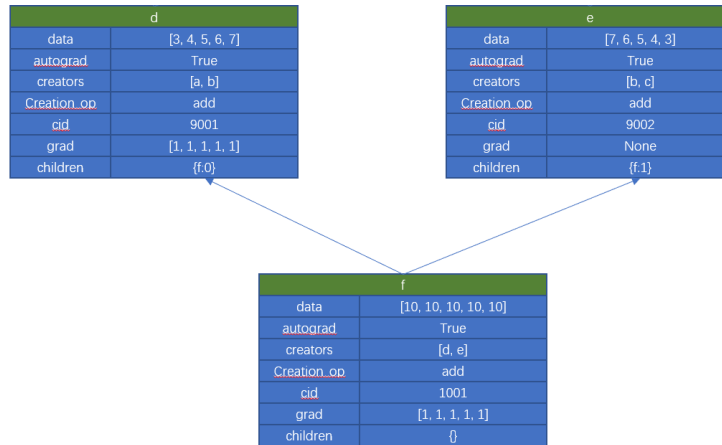 d
data [3, 4, 5, 6, 7]
autograd True
creators [a, b]
Creation_op add
cid 9001
grad [1, 1, 1, 1, 1]
children {f:0}
e
data [7, 6, 5, 4, 3]
autograd True
creators [b, c]
Creation_op add
cid 9002
grad None
children {f:1}
f
data [10, 10, 10, 10, 10]
autograd True
creators [d, e]
Creation_op add
cid 1001
grad [1, 1, 1, 1, 1]
children {}